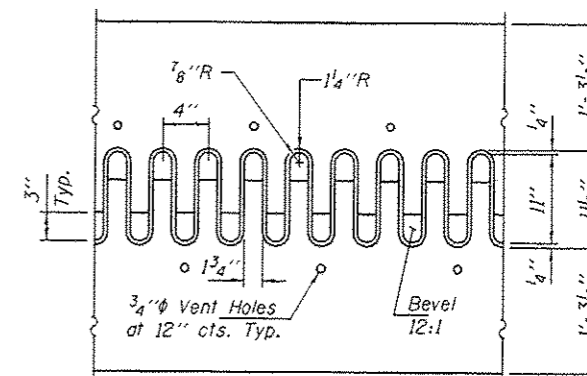 7/8"R
1 1/4"R
4"
3"
Typ.
1/4"
11"
1/4"
1 3/4"
3/4"ϕ Vent Holes
at 12" cts. Typ.
Bevel
12:1